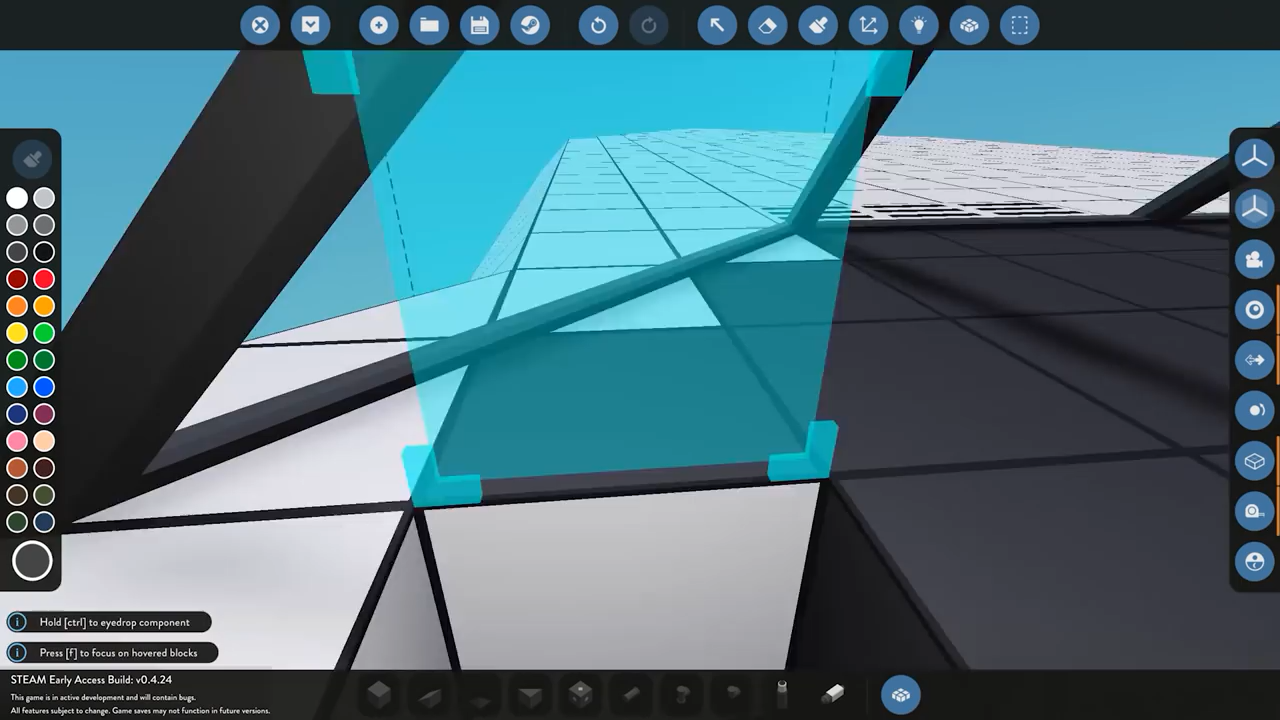 Hold [ctrl] to eyedrop component
Press [f] to focus on hovered blocks
STEAM Early Access Build: v0.4.24
This game is in active development and will contain bugs.
All features subject to change. Game saves may not function in future versions.